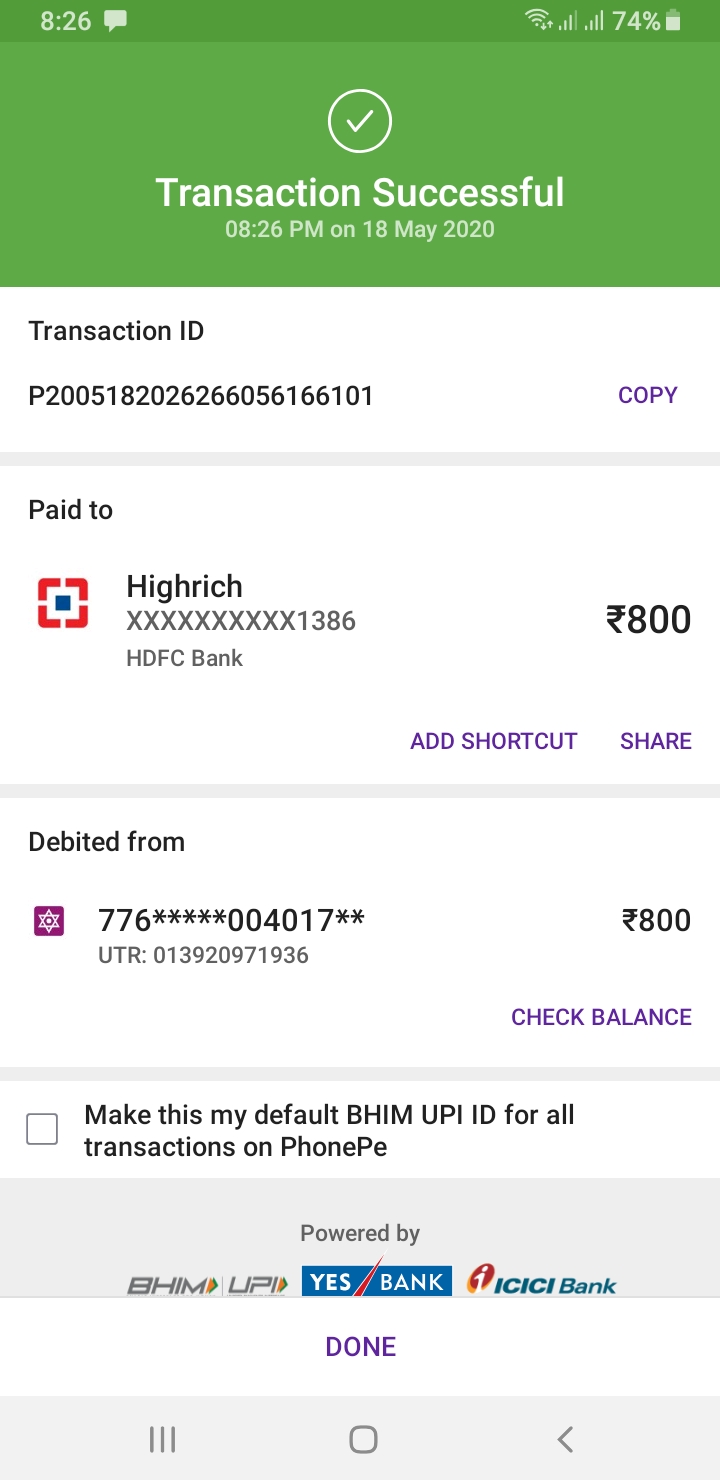 8:26
74%
Transaction Successful
08:26 PM on 18 May 2020
Transaction ID
P2005182026266056166101
COPY
Paid to
Highrich
XXXXXXXXXX1386
HDFC Bank
₹800
ADD SHORTCUT SHARE
Debited from
776*****004017** ₹800
UTR: 013920971936
CHECK BALANCE
Make this my default BHIM UPI ID for all
transactions on PhonePe
Powered by
BHIM UPI YES BANK ICICI Bank
DONE